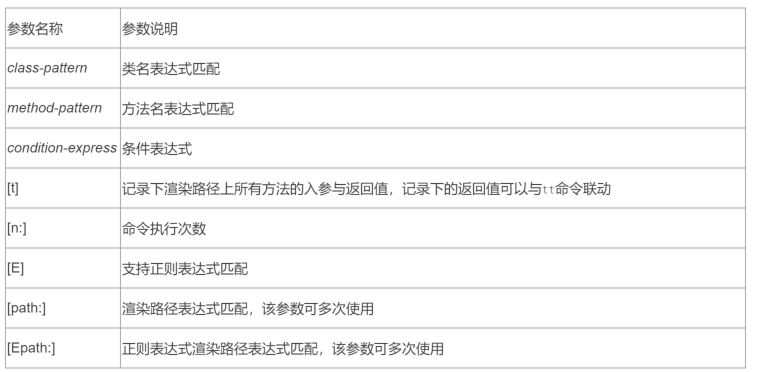 参数名称 参数说明
class-pattern 类名表达式匹配
method-pattern 方法名表达式匹配
condition-express 条件表达式
[t] 记录下渲染路径上所有方法的入参与返回值，记录下的返回值可以与tt命令联动
[n:] 命令执行次数
[E] 支持正则表达式匹配
[path:] 渲染路径表达式匹配，该参数可多次使用
[Epath:] 正则表达式渲染路径表达式匹配，该参数可多次使用